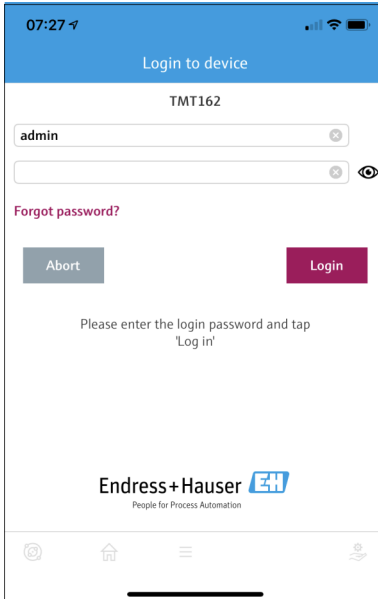 07:27
Login to device
TMT162
admin
Forgot password?
Abort
Login
Please enter the login password and tap
'Log in'
Endress+Hauser EH
People for Process Automation